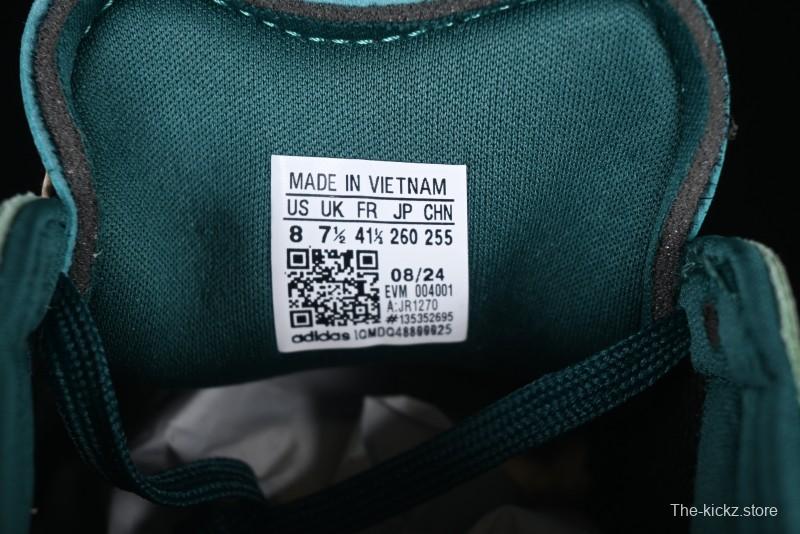 MADE IN VIETNAM
US UK FR JP CHN
8 7½ 41⅓ 260 255
08/24
EVM 004001
A:JR1270
#135352695
adidas
The-kickz.store